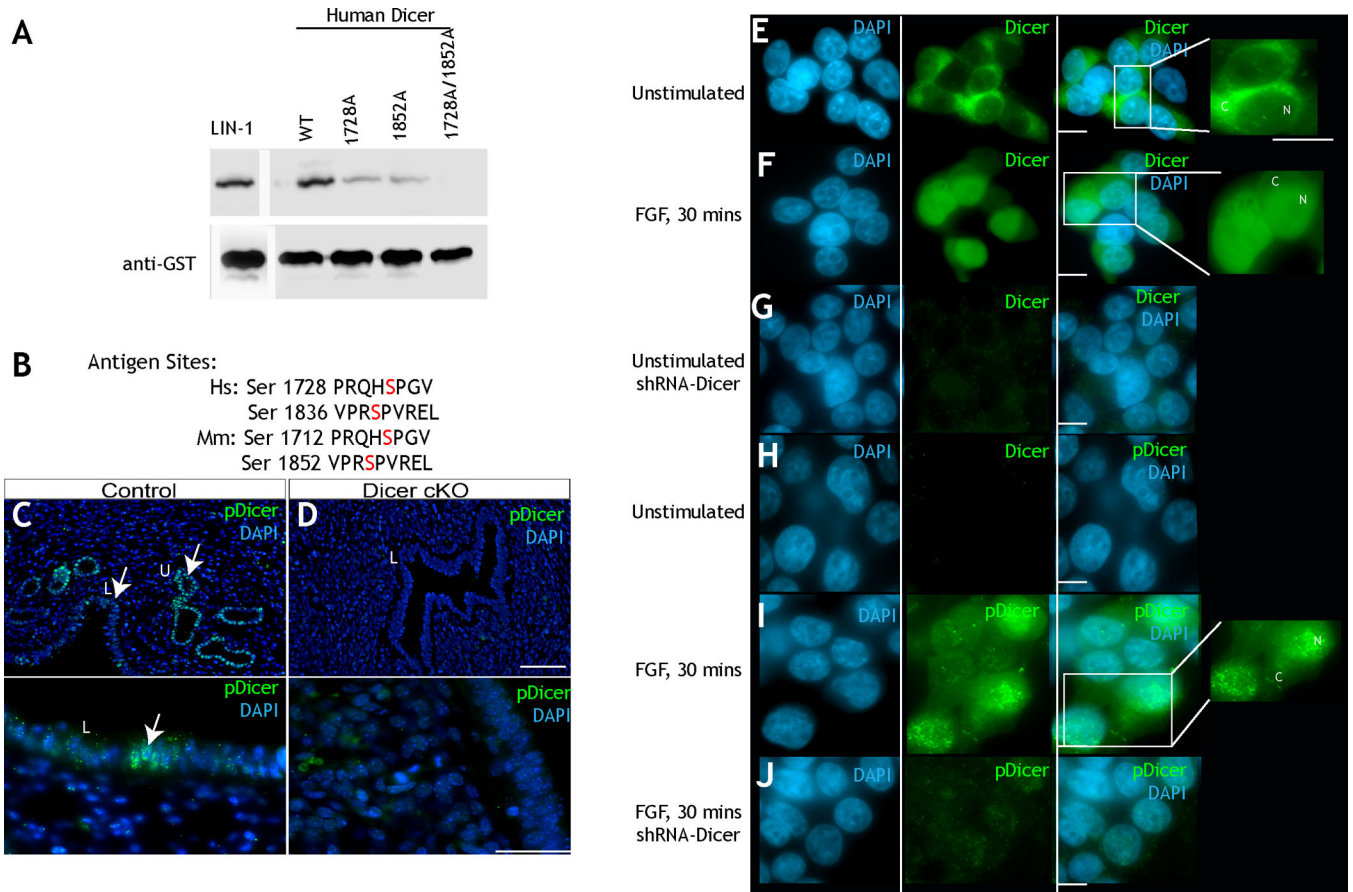 A
Human Dicer
LIN-1
WT
1728A
1852A
1728A/1852A
anti-GST
B
Antigen Sites:
Hs: Ser 1728 PRQHSPGV
Ser 1836 VPRSPVREL
Mm: Ser 1712 PRQHSPGV
Ser 1852 VPRSPVREL
Control
Dicer cKO
C
pDicer
DAPI
L
U
D
pDicer
DAPI
L
pDicer
DAPI
L
pDicer
DAPI
Unstimulated
E
DAPI
Dicer
Dicer
DAPI
C
N
FGF, 30 mins
F
DAPI
Dicer
Dicer
DAPI
C
N
Unstimulated
shRNA-Dicer
G
DAPI
Dicer
Dicer
DAPI
Unstimulated
H
DAPI
Dicer
pDicer
DAPI
FGF, 30 mins
I
DAPI
pDicer
pDicer
DAPI
N
C
FGF, 30 mins
shRNA-Dicer
J
DAPI
pDicer
pDicer
DAPI